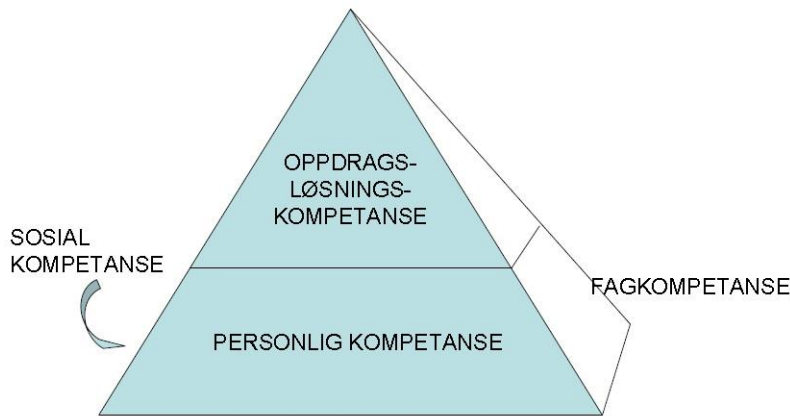 OPPDRAGS-
LØSNINGS-
KOMPETANSE
SOSIAL
KOMPETANSE
FAGKOMPETANSE
PERSONLIG KOMPETANSE